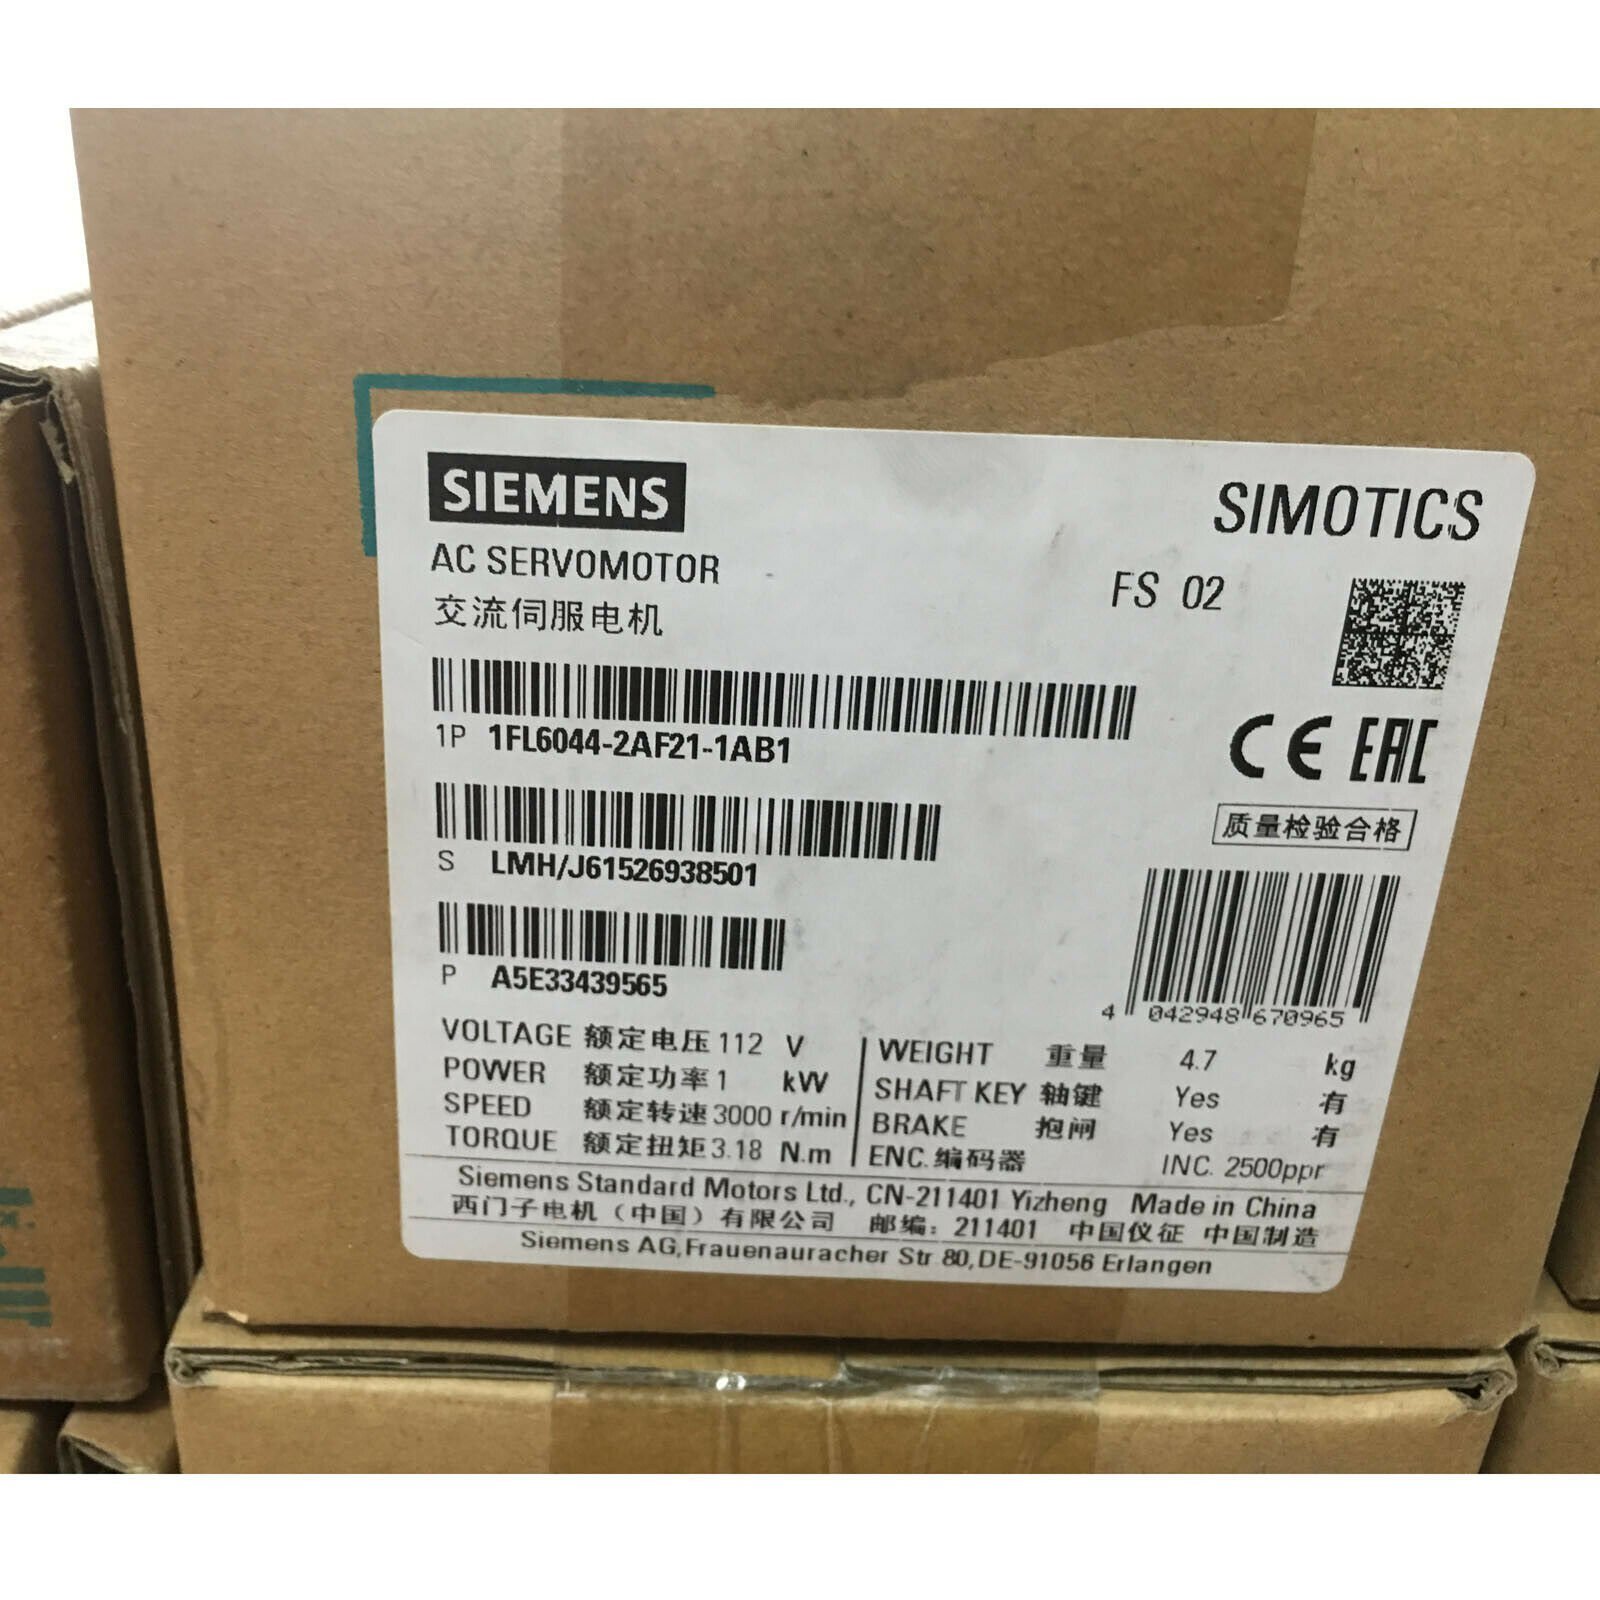 SIEMENS
SIMOTICS
AC SERVOMOTOR
FS 02
交流伺服电机
1P 1FL6044-2AF21-1AB1
CE EAC
S LMH/J61526938501
质量检验合格
P A5E33439565
4 042948 670965
VOLTAGE 额定电压 112 V
POWER 额定功率 1 kW
SPEED 额定转速 3000 r/min
TORQUE 额定扭矩 3.18 N.m
WEIGHT 重量 4.7 kg
SHAFT KEY 轴键 Yes 有
BRAKE 抱闸 Yes 有
ENC. 编码器 INC. 2500ppr
Siemens Standard Motors Ltd., CN-211401 Yizheng Made in China
西门子电机（中国）有限公司 邮编：211401 中国仪征 中国制造
Siemens AG,Frauenauracher Str 80,DE-91056 Erlangen